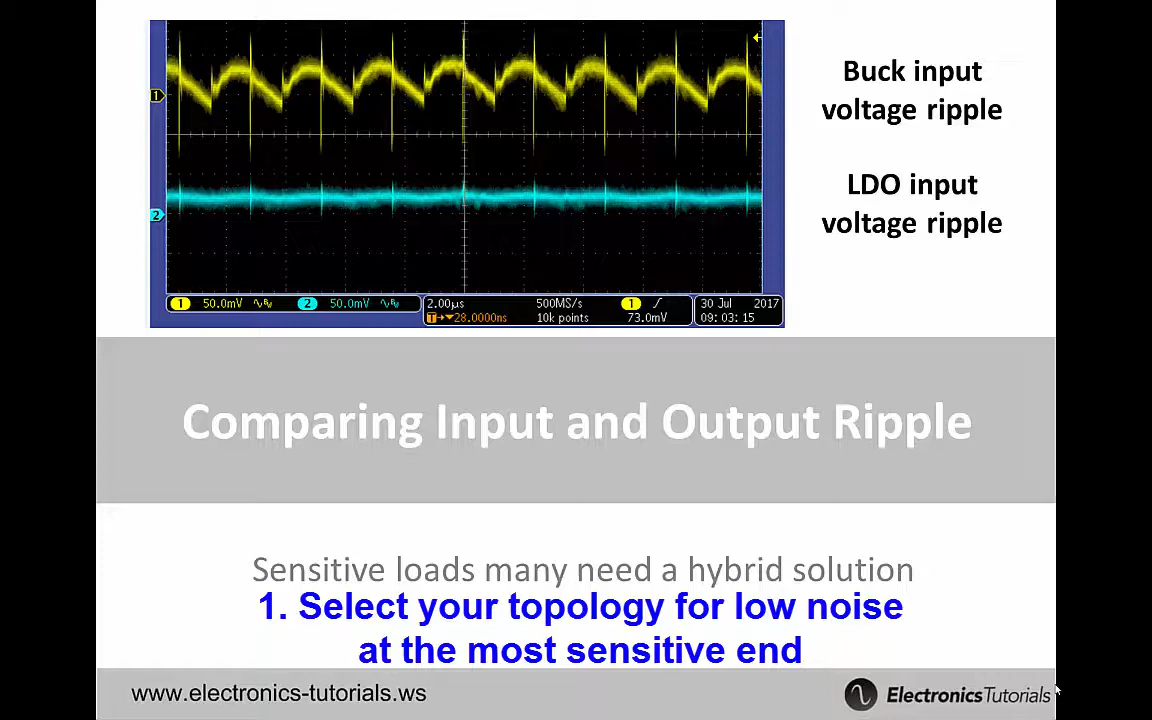 Buck input
voltage ripple
LDO input
voltage ripple
1
2
1 50.0mV 2 50.0mV
2.00µs 500MS/s 1
T→▼28.0000ns 10k points 73.0mV
30 Jul 2017
09:03:15
Comparing Input and Output Ripple
Sensitive loads many need a hybrid solution
1. Select your topology for low noise
at the most sensitive end
www.electronics-tutorials.ws
ElectronicsTutorials